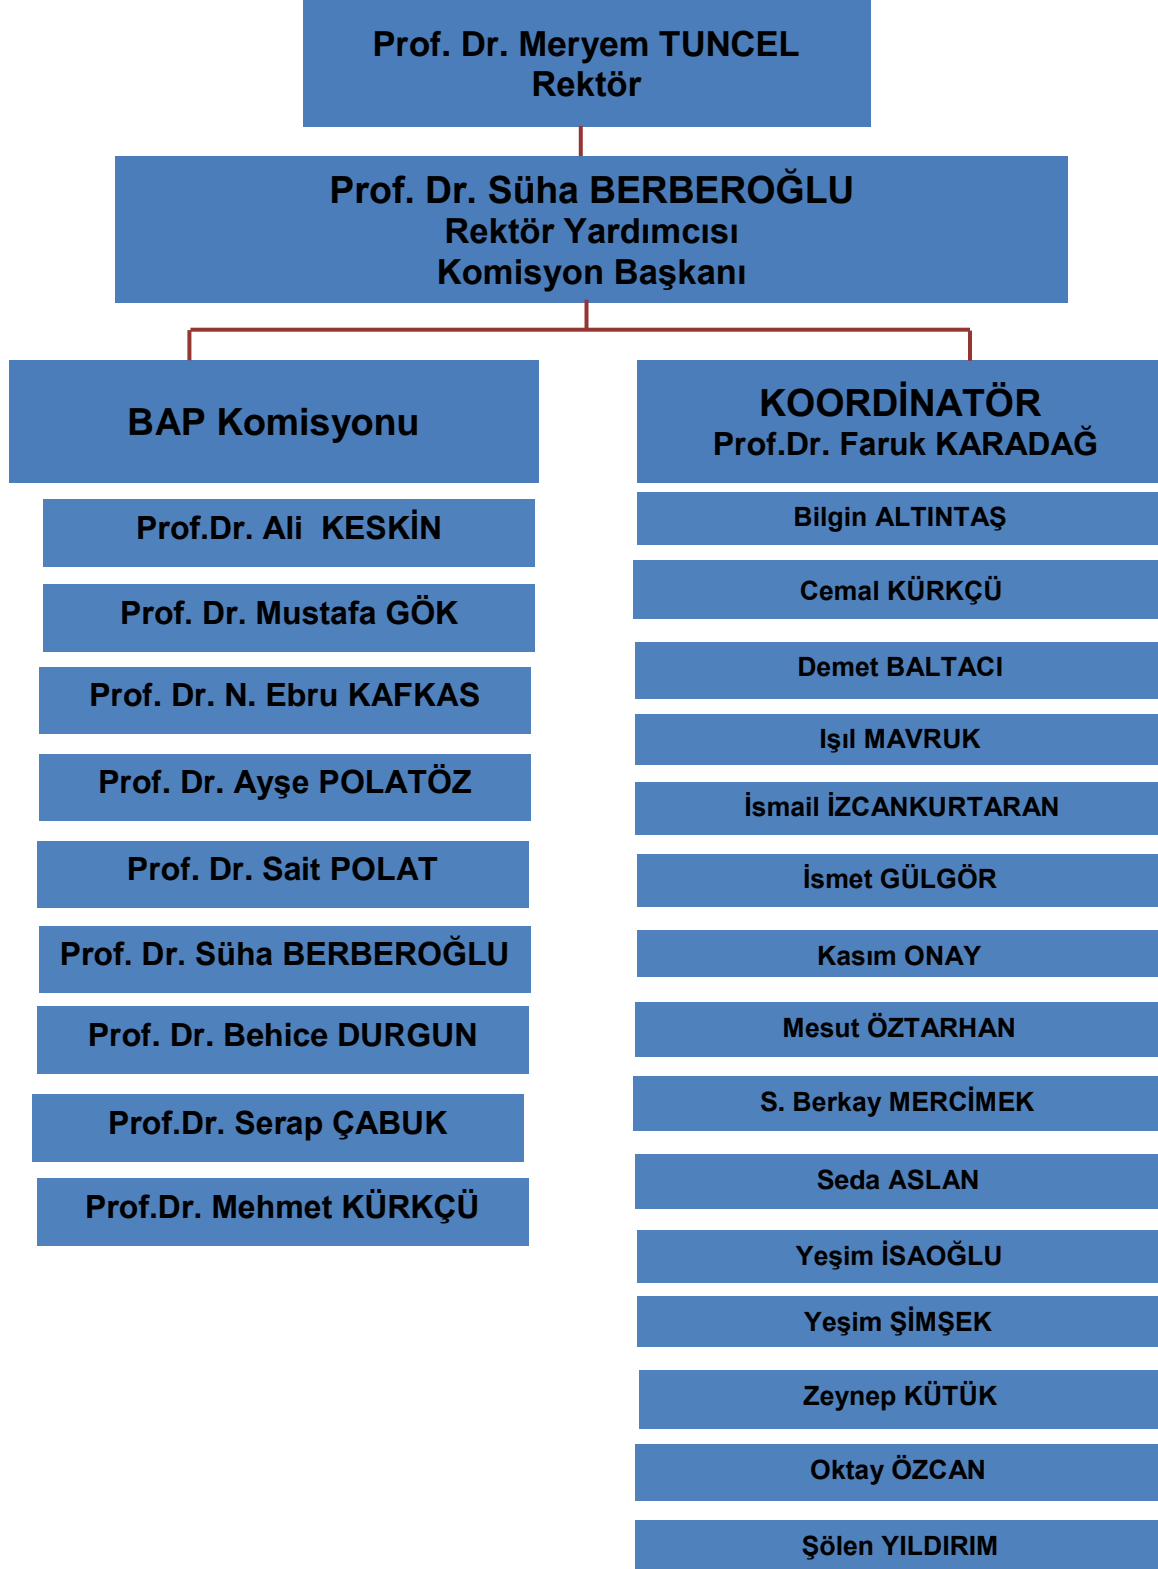 Prof. Dr. Meryem TUNCEL
Rektör
Prof. Dr. Süha BERBEROĞLU
Rektör Yardımcısı
Komisyon Başkanı
BAP Komisyonu
Prof.Dr. Ali KESKİN
Prof. Dr. Mustafa GÖK
Prof. Dr. N. Ebru KAFKAS
Prof. Dr. Ayşe POLATÖZ
Prof. Dr. Sait POLAT
Prof. Dr. Süha BERBEROĞLU
Prof. Dr. Behice DURGUN
Prof.Dr. Serap ÇABUK
Prof.Dr. Mehmet KÜRKÇÜ
KOORDİNATÖR
Prof.Dr. Faruk KARADAĞ
Bilgin ALTINTAŞ
Cemal KÜRKÇÜ
Demet BALTACI
Işıl MAVRUK
İsmail İZCANKURTARAN
İsmet GÜLGÖR
Kasım ONAY
Mesut ÖZTARHAN
S. Berkay MERCİMEK
Seda ASLAN
Yeşim İSAOĞLU
Yeşim ŞİMŞEK
Zeynep KÜTÜK
Oktay ÖZCAN
Şölen YILDIRIM